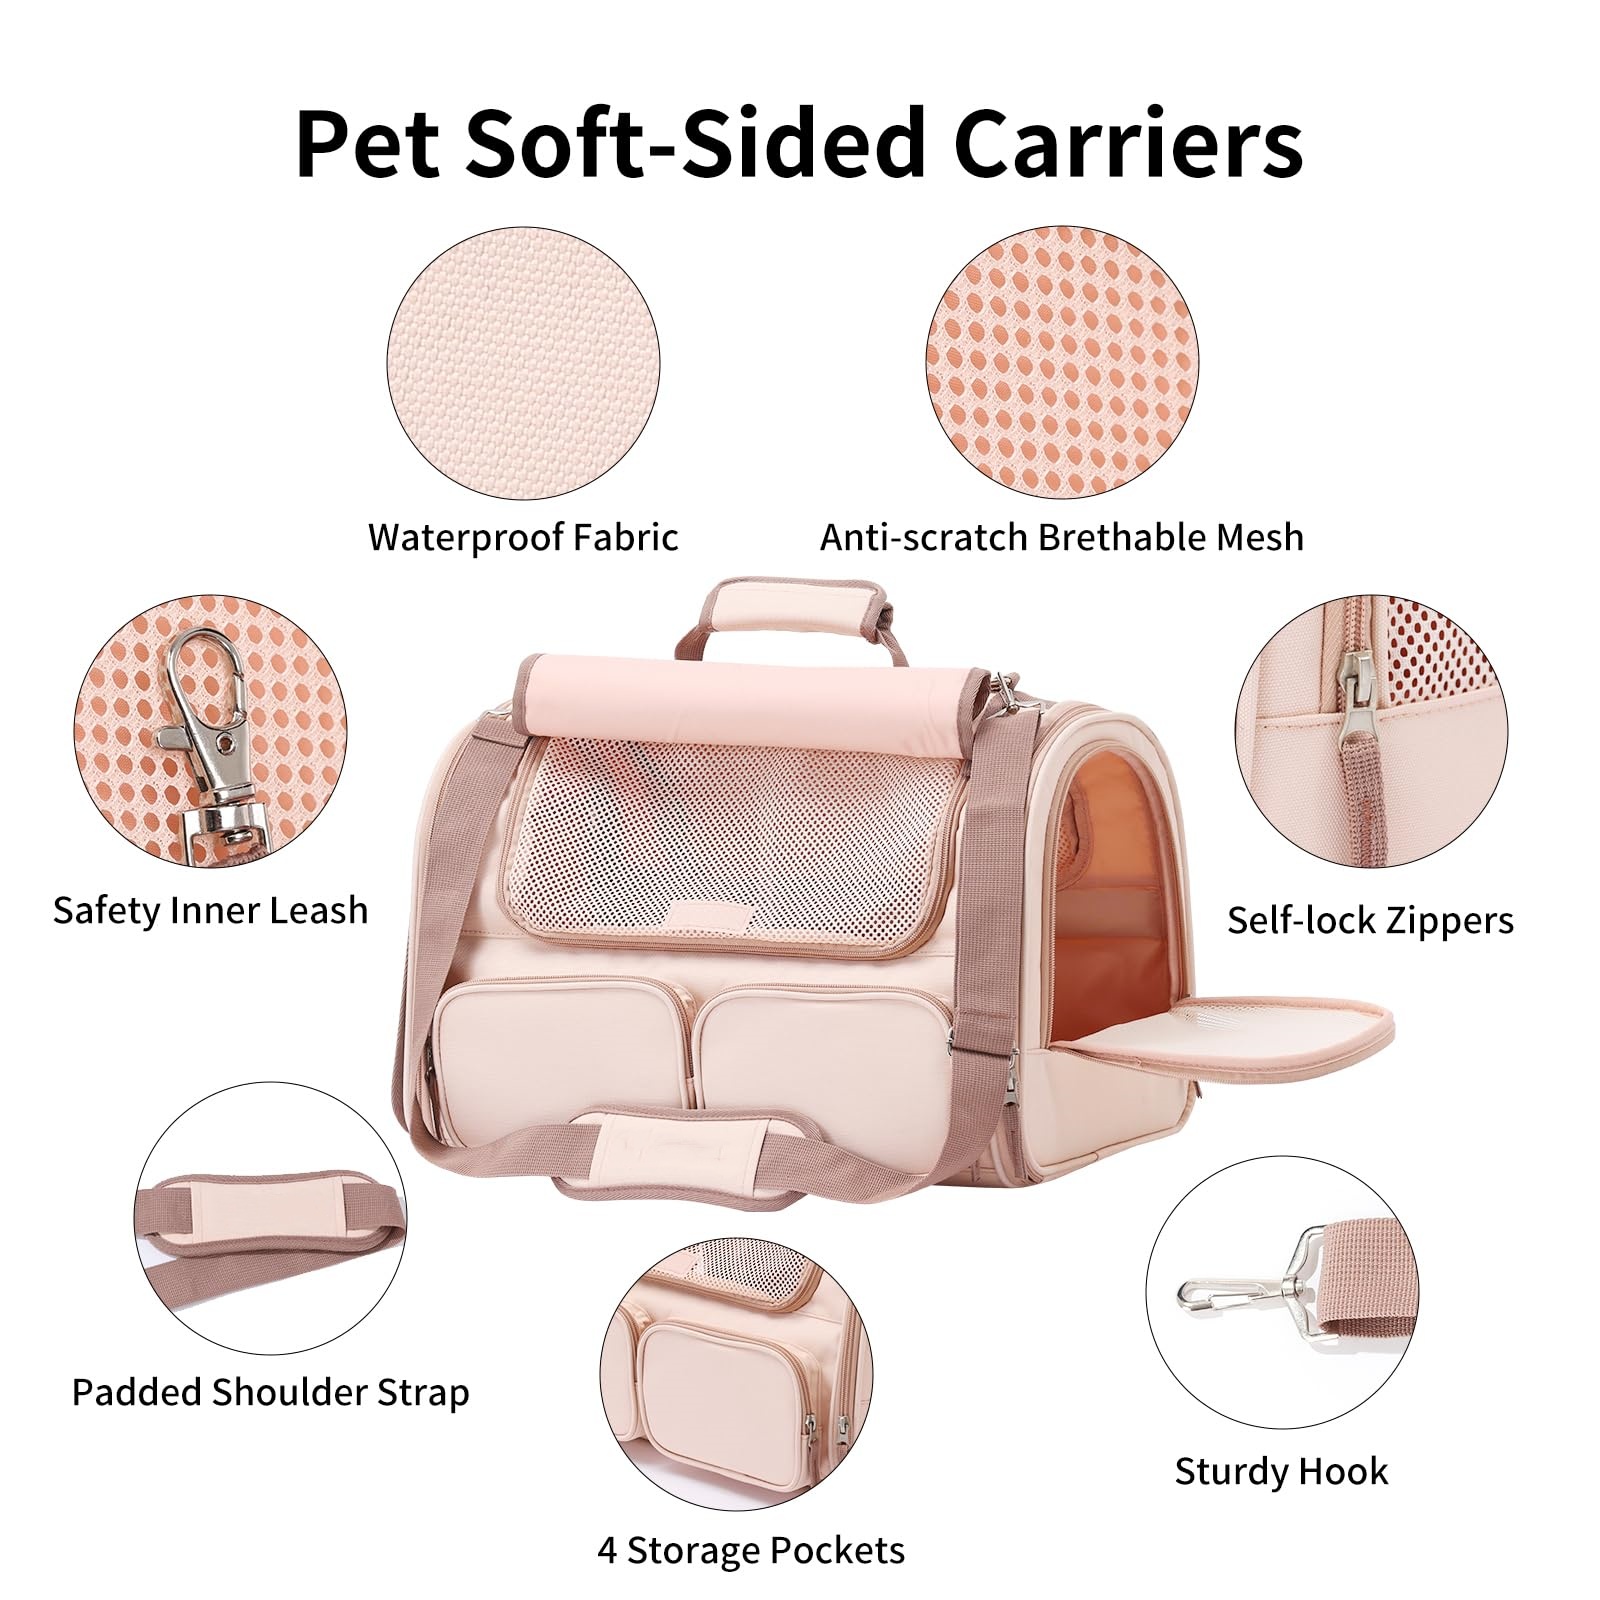 Pet Soft-Sided Carriers
Waterproof Fabric
Anti-scratch Brethable Mesh
Safety Inner Leash
Self-lock Zippers
Padded Shoulder Strap
Sturdy Hook
4 Storage Pockets